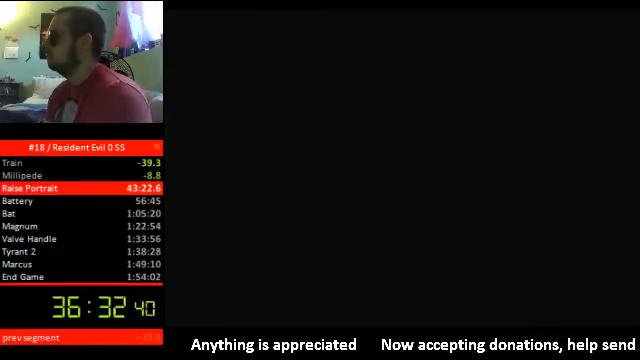 #18 / Resident Evil 0 SS
Train -39.3
Millipede -8.8
Raise Portrait 43:22.6
Battery 56:45
Bat 1:05:20
Magnum 1:22:54
Valve Handle 1:33:56
Tyrant 2 1:38:28
Marcus 1:49:10
End Game 1:54:02
36:32 40
prev segment
Anything is appreciated Now accepting donations, help send